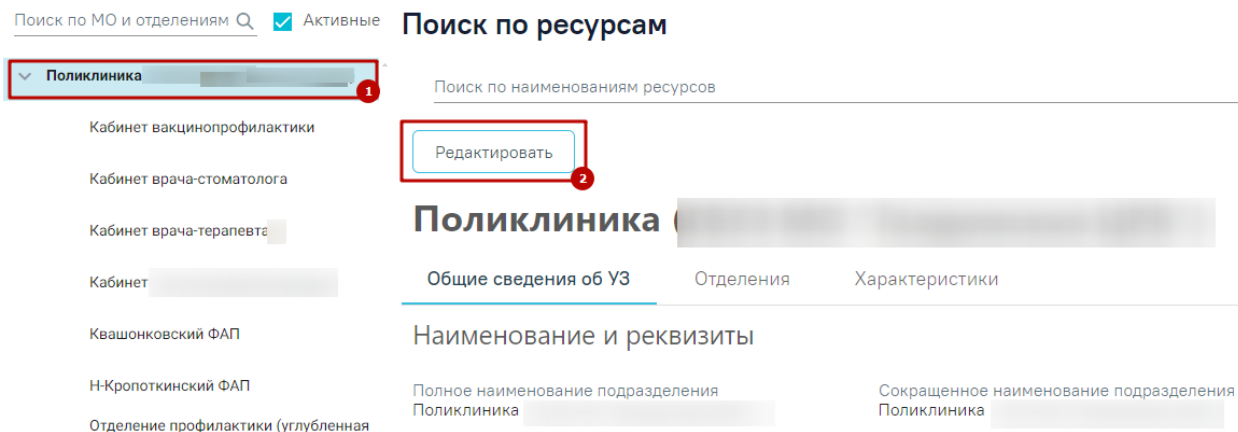 Поиск по МО и отделениям
Активные
Поликлиника
1
Кабинет вакцинопрофилактики
Кабинет врача-стоматолога
Кабинет врача-терапевта
Кабинет
Квашонковский ФАП
Н-Кропоткинский ФАП
Отделение профилактики (углубленная
Поиск по ресурсам
Поиск по наименованиям ресурсов
Редактировать
2
Поликлиника (
Общие сведения об УЗ Отделения Характеристики
Наименование и реквизиты
Полное наименование подразделения
Поликлиника
Сокращенное наименование подразделения
Поликлиника